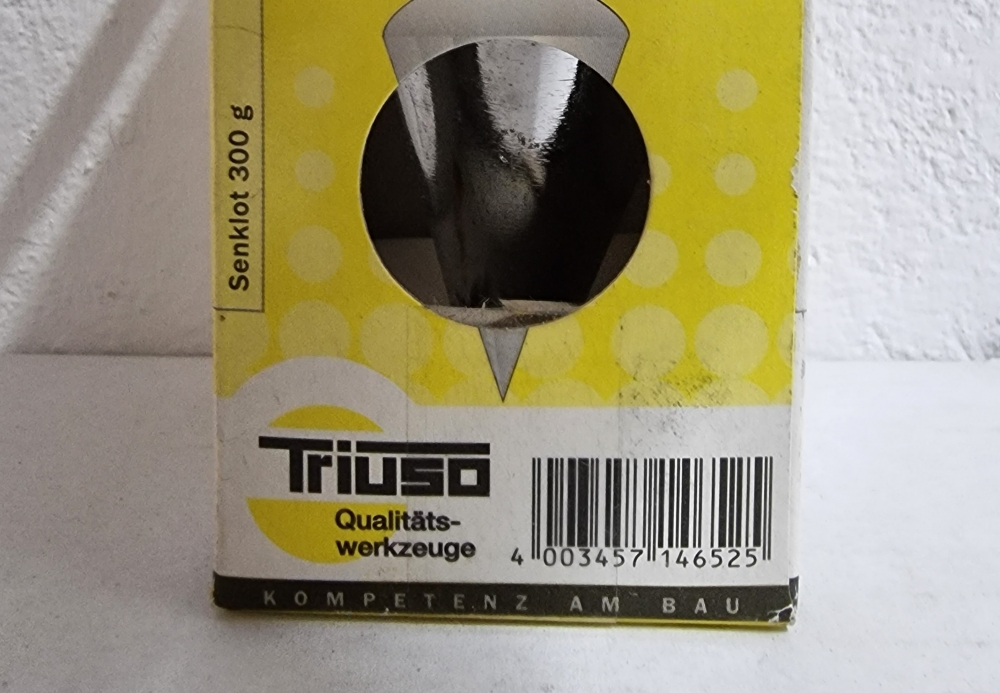 Senklot 300 g
Triuso
Qualitäts-
werkzeuge
4 003457 146525
KOMPETENZ AM BAU